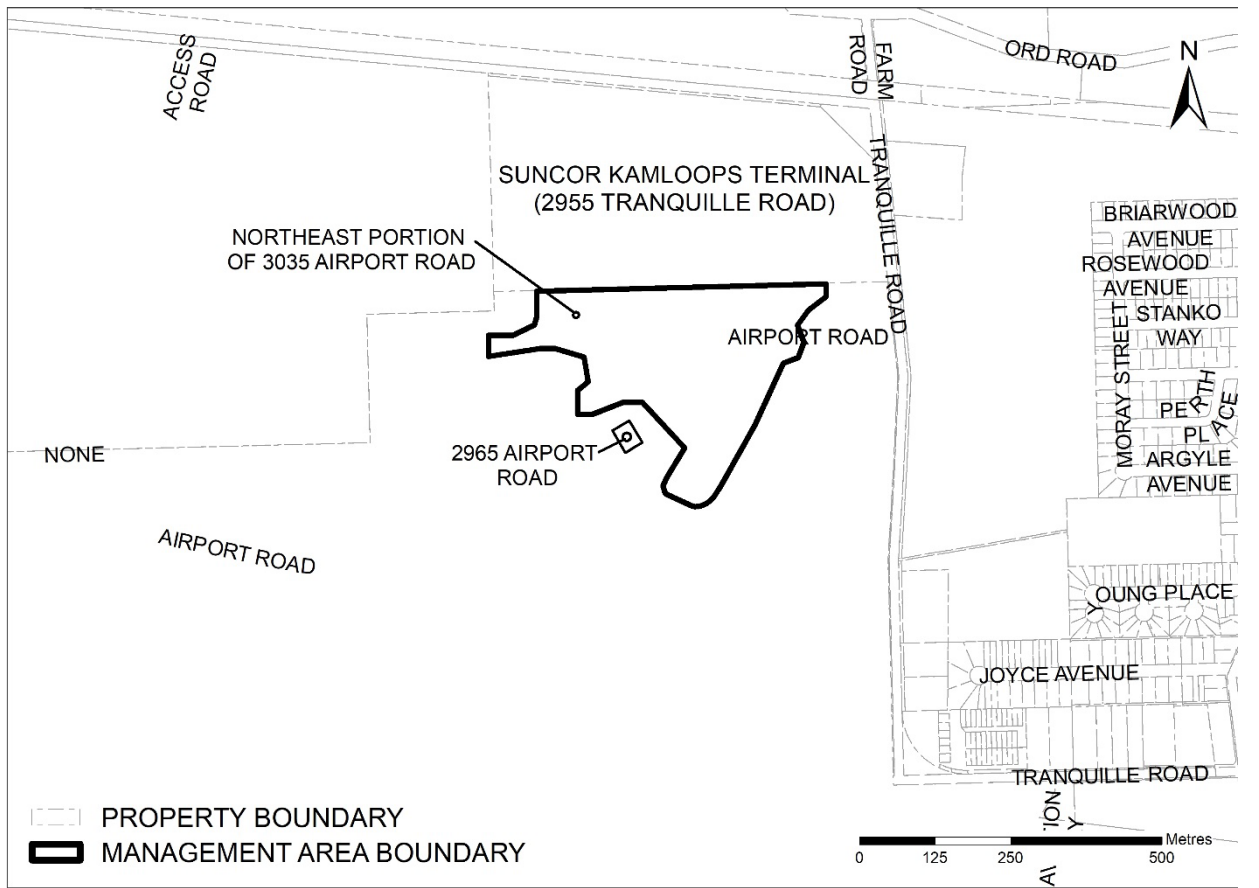 ORD ROAD
N
ACCESS
ROAD
FARM
ROAD
TRANQUILLE ROAD
SUNCOR KAMLOOPS TERMINAL
(2955 TRANQUILLE ROAD)
NORTHEAST PORTION
OF 3035 AIRPORT ROAD
AIRPORT ROAD
BRIARWOOD
AVENUE
ROSEWOOD
AVENUE
STANKO
WAY
MORAY STREET
PERTH
PLACE
ARGYLE
AVENUE
2965 AIRPORT
ROAD
NONE
AIRPORT ROAD
YOUNG PLACE
JOYCE AVENUE
TRANQUILLE ROAD
PROPERTY BOUNDARY
MANAGEMENT AREA BOUNDARY
Metres
0 125 250 500